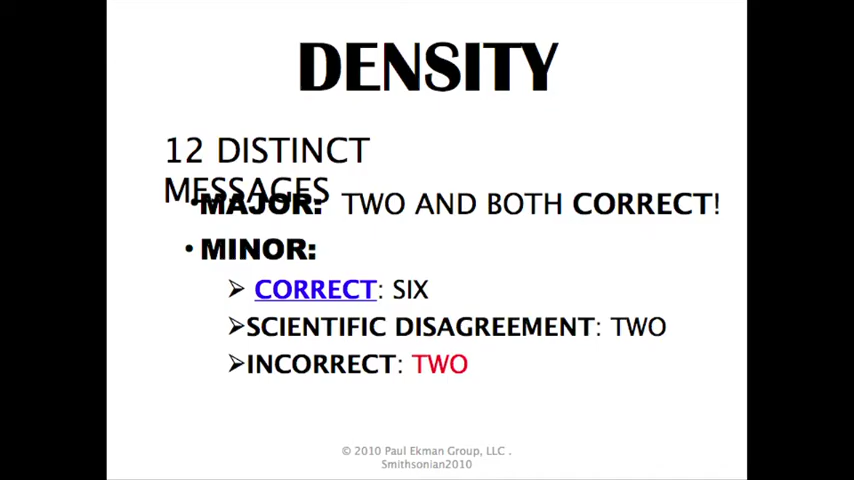 DENSITY
12 DISTINCT
MESSAGES
•MAJOR: TWO AND BOTH CORRECT!
• MINOR:
➢ CORRECT: SIX
➢SCIENTIFIC DISAGREEMENT: TWO
➢INCORRECT: TWO
© 2010 Paul Ekman Group, LLC .
Smithsonian2010